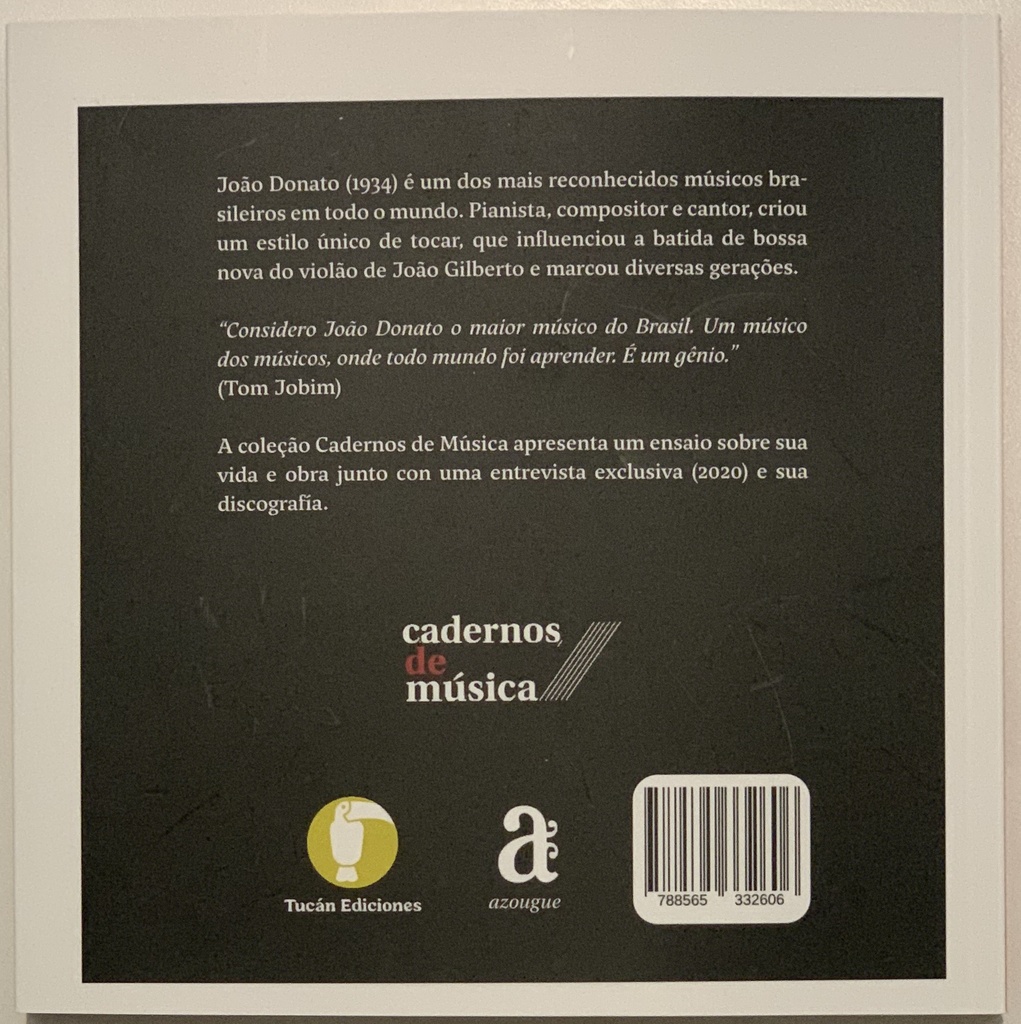 João Donato (1934) é um dos mais reconhecidos músicos bra-
sileiros em todo o mundo. Pianista, compositor e cantor, criou
um estilo único de tocar, que influenciou a batida de bossa
nova do violão de João Gilberto e marcou diversas gerações.
“Considero João Donato o maior músico do Brasil. Um músico
dos músicos, onde todo mundo foi aprender. É um gênio.”
(Tom Jobim)
A coleção Cadernos de Música apresenta um ensaio sobre sua
vida e obra junto con uma entrevista exclusiva (2020) e sua
discografía.
cadernos
de
música
Tucán Ediciones
a
azougue
788565 332606